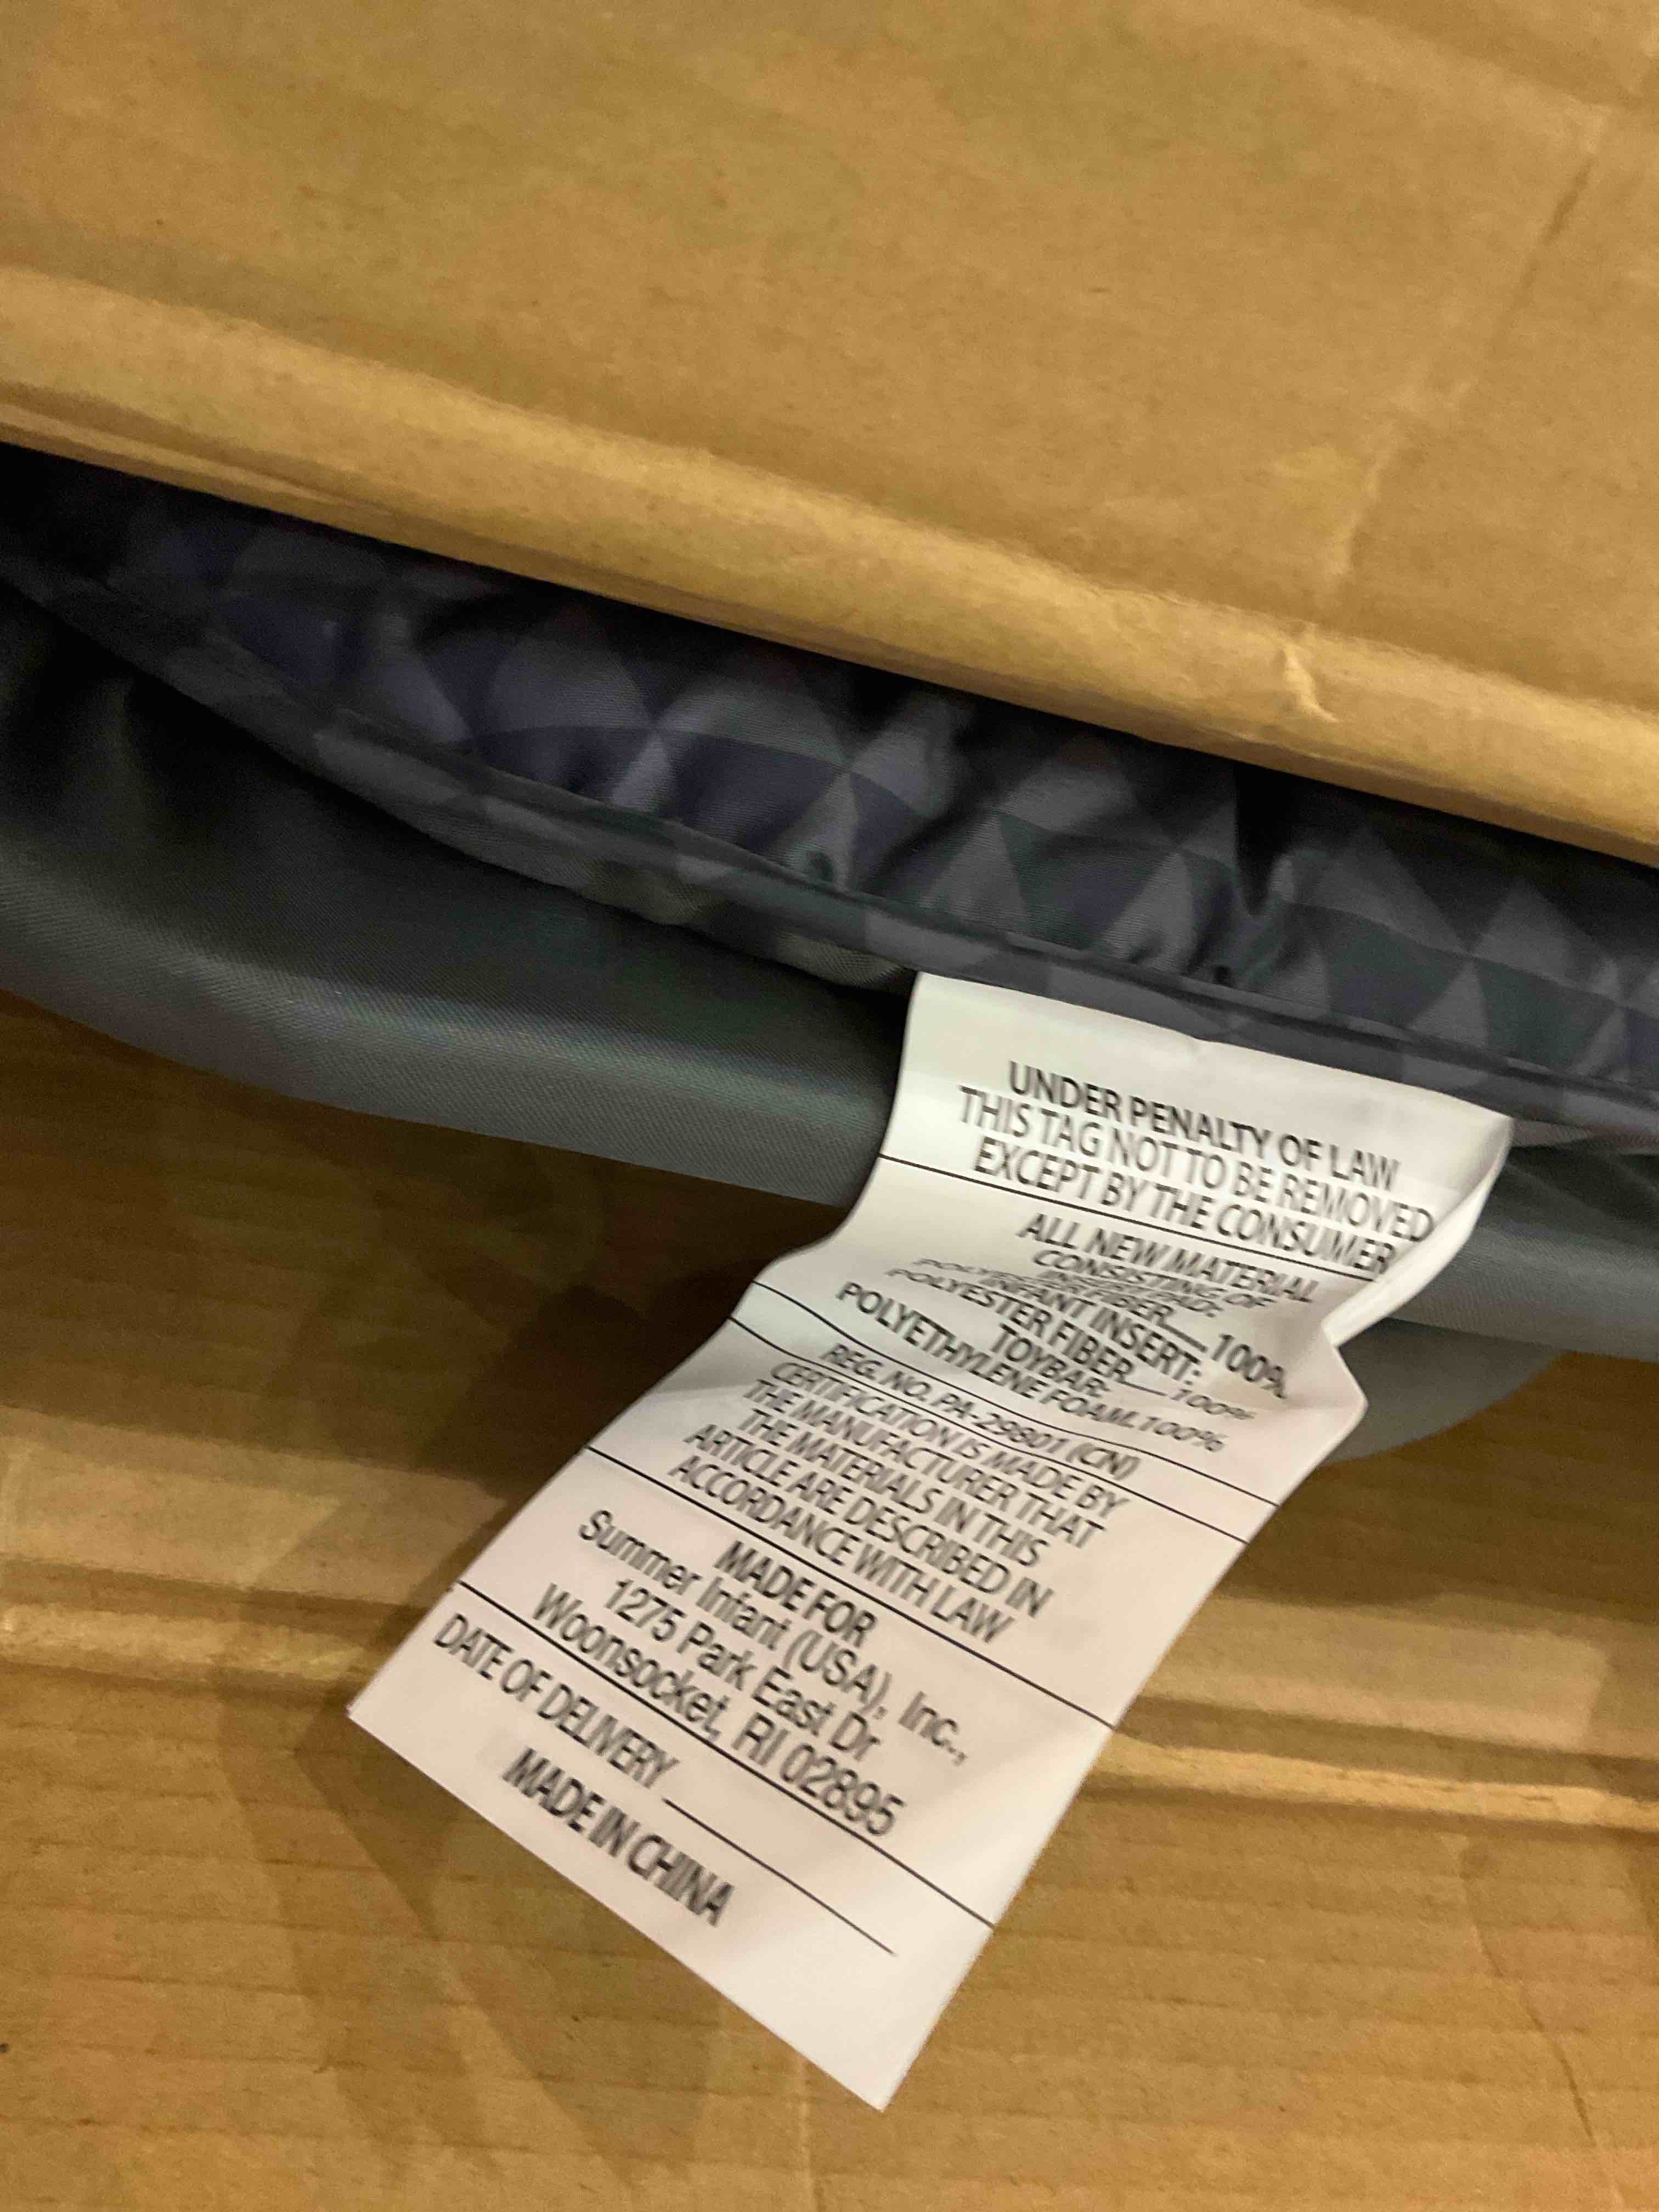 UNDER PENALTY OF LAW
THIS TAG NOT TO BE REMOVED
EXCEPT BY THE CONSUMER
ALL NEW MATERIAL
CONSISTING OF
POLYESTER FIBER 100%
INFANT INSERT:
POLYESTER FIBER 100%
TOYBAR:
POLYETHYLENE FOAM 100%
REG. NO. PA-29801 (CN)
CERTIFICATION IS MADE BY
THE MANUFACTURER THAT
THE MATERIALS IN THIS
ARTICLE ARE DESCRIBED IN
ACCORDANCE WITH LAW
MADE FOR
Summer Infant (USA), Inc.,
1275 Park East Dr
Woonsocket, RI 02895
DATE OF DELIVERY
MADE IN CHINA